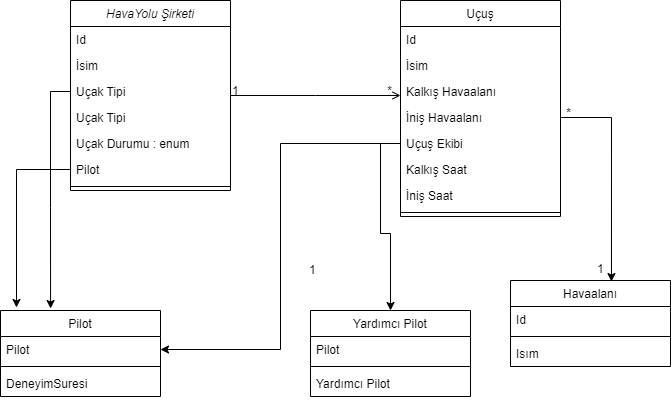 HavaYolu Şirketi
Id
İsim
Uçak Tipi
Uçak Tipi
Uçak Durumu : enum
Pilot
1
*
Uçuş
Id
İsim
Kalkış Havaalanı
İniş Havaalanı
Uçuş Ekibi
Kalkış Saat
İniş Saat
*
1
1
Pilot
Pilot
DeneyimSuresi
Yardımcı Pilot
Pilot
Yardımcı Pilot
Havaalanı
Id
Isım